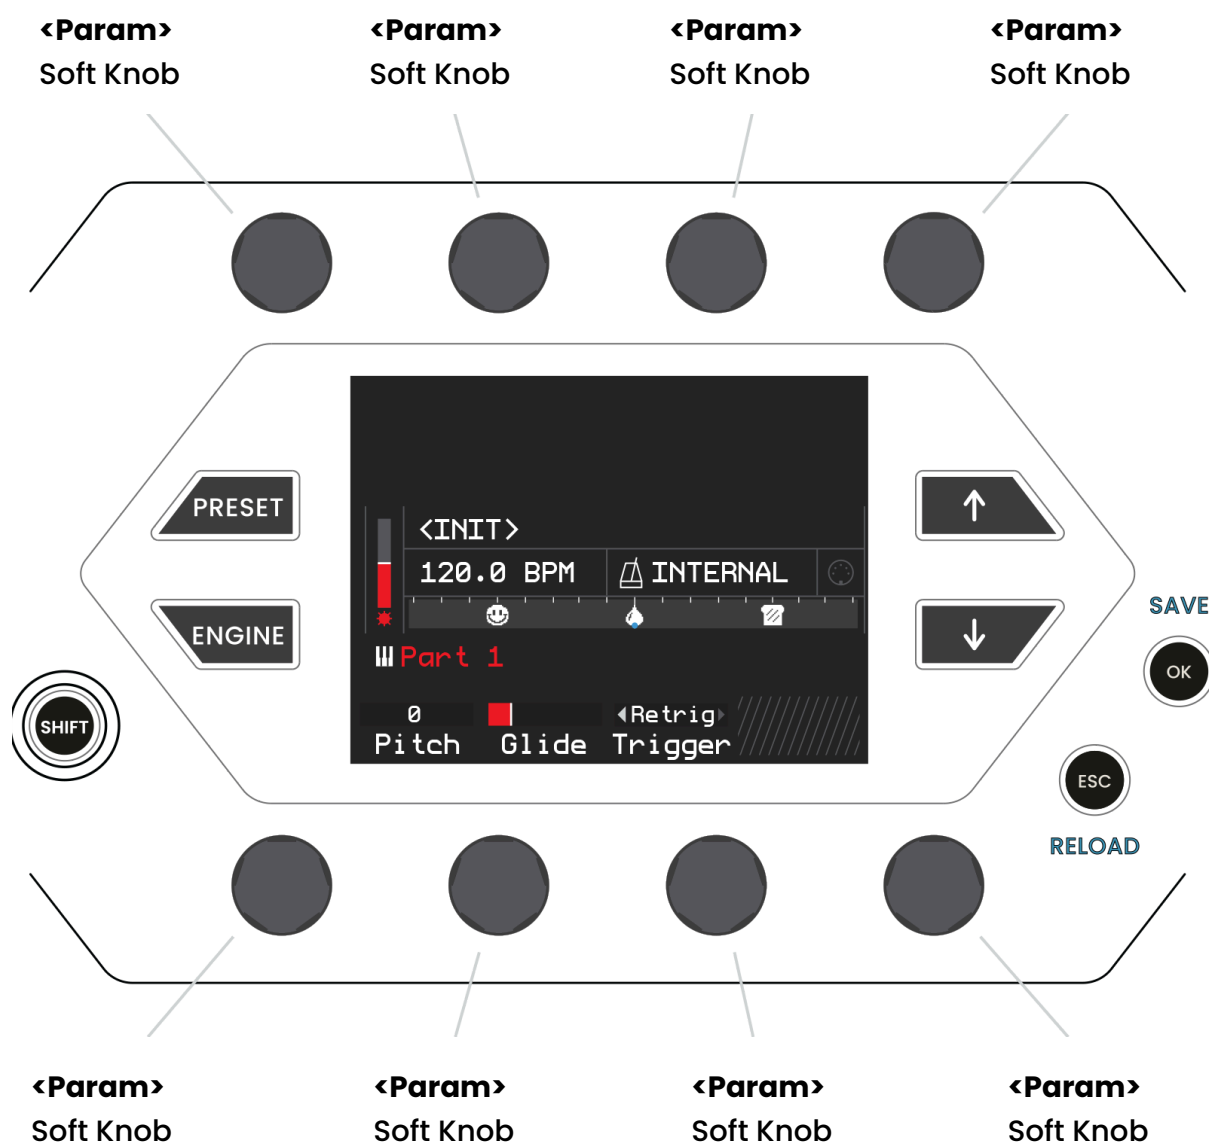 <Param> <Param> <Param> <Param>
Soft Knob Soft Knob Soft Knob Soft Knob
PRESET
<INIT>
120.0 BPM INTERNAL
ENGINE
SAVE
Part 1
OK
SHIFT
0 Retrig
Pitch Glide Trigger
ESC
RELOAD
<Param> <Param> <Param> <Param>
Soft Knob Soft Knob Soft Knob Soft Knob